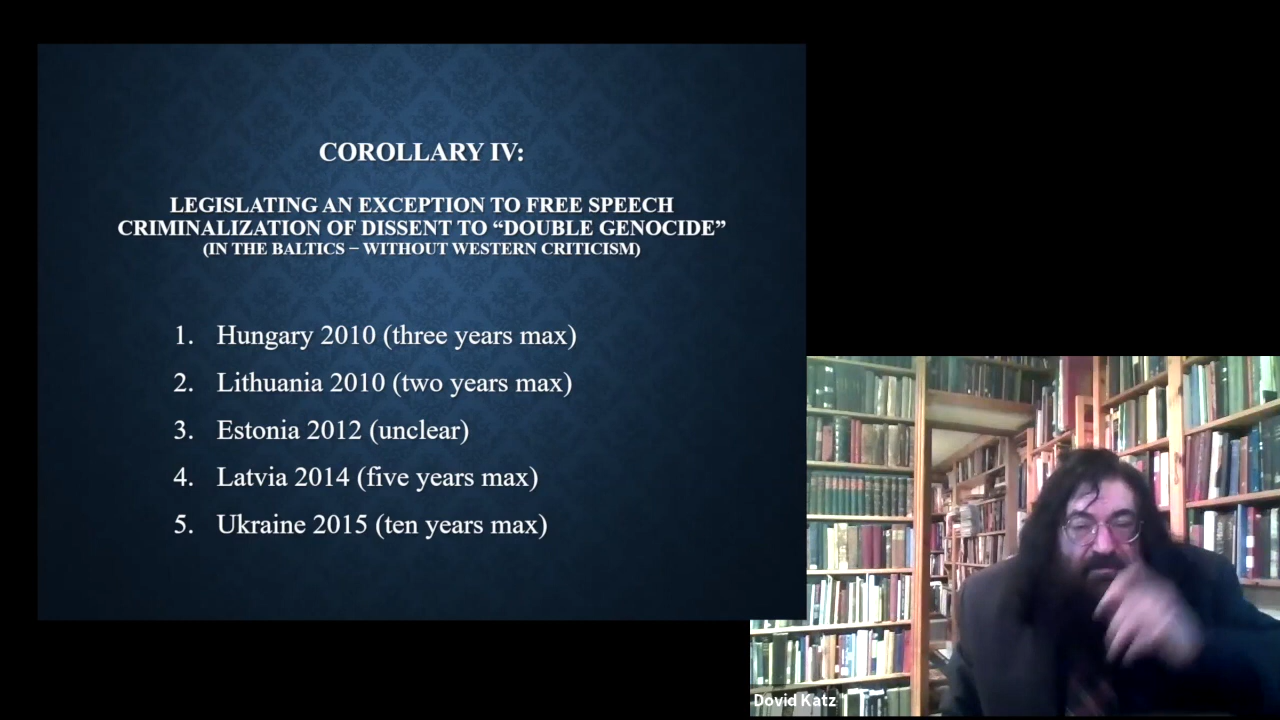 COROLLARY IV:
LEGISLATING AN EXCEPTION TO FREE SPEECH
CRIMINALIZATION OF DISSENT TO “DOUBLE GENOCIDE”
(IN THE BALTICS – WITHOUT WESTERN CRITICISM)
1. Hungary 2010 (three years max)
2. Lithuania 2010 (two years max)
3. Estonia 2012 (unclear)
4. Latvia 2014 (five years max)
5. Ukraine 2015 (ten years max)
Dovid Katz